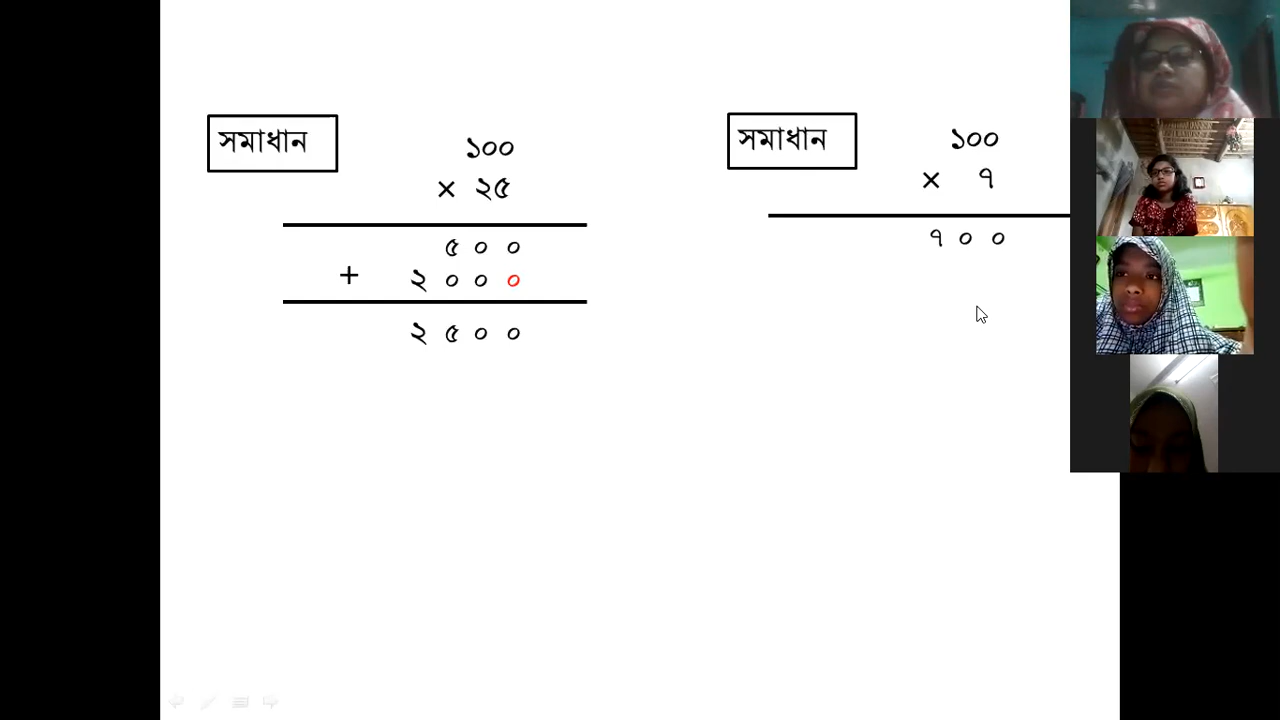 সমাধান
১০০
× ২৫
৫ ০ ০
+ ২ ০ ০ ০
২ ৫ ০ ০
সমাধান
১০০
× ৭
৭ ০ ০